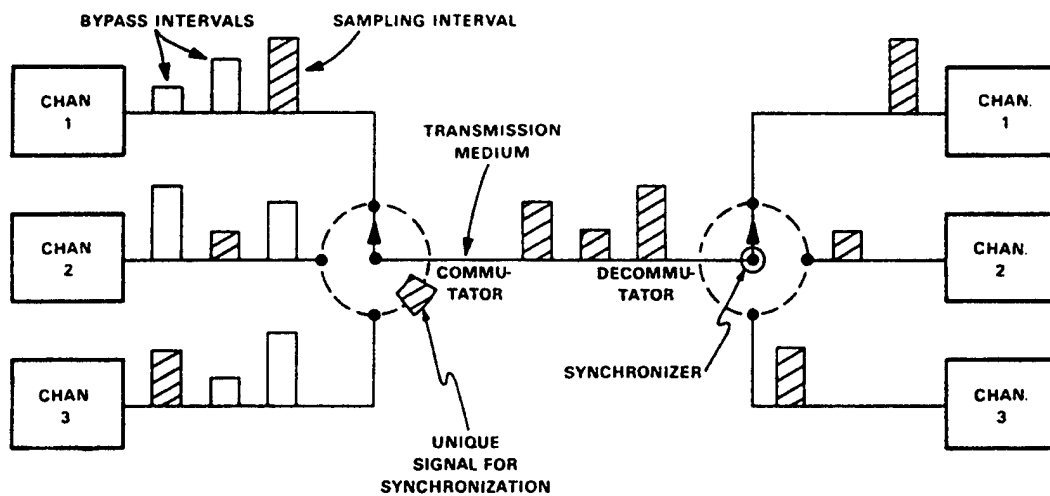 BYPASS INTERVALS
SAMPLING INTERVAL
CHAN
1
CHAN.
1
TRANSMISSION
MEDIUM
CHAN
2
COMMU-
TATOR
DECOMMU-
TATOR
CHAN.
2
SYNCHRONIZER
CHAN
3
CHAN.
3
UNIQUE
SIGNAL FOR
SYNCHRONIZATION